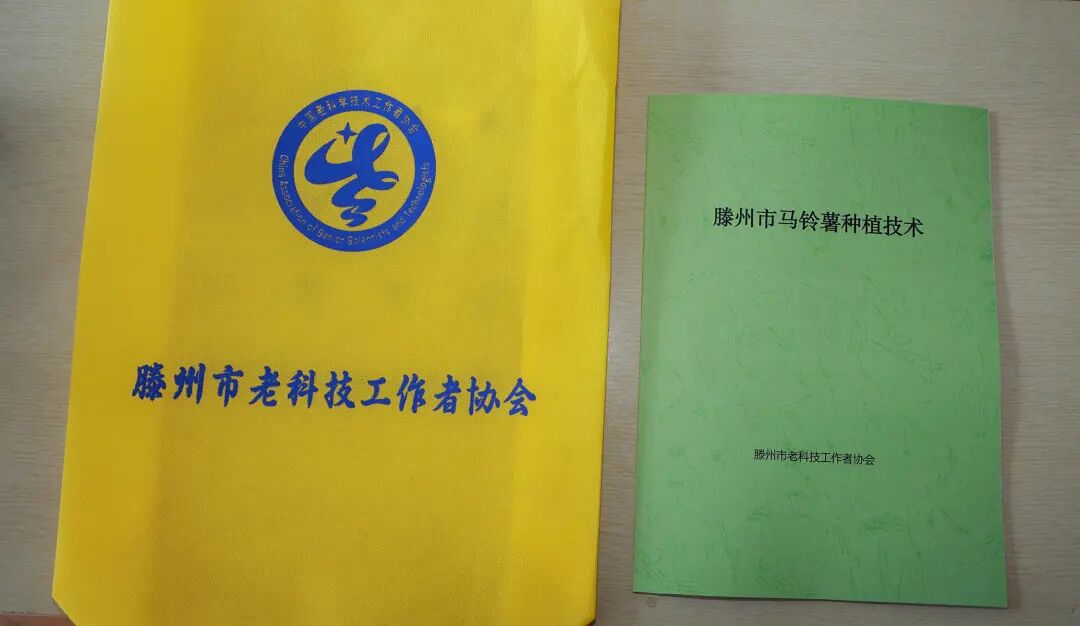 中国老科学技术工作者协会
China Association of Senior Scientists and Technologists
滕州市老科技工作者协会
滕州市马铃薯种植技术
滕州市老科技工作者协会